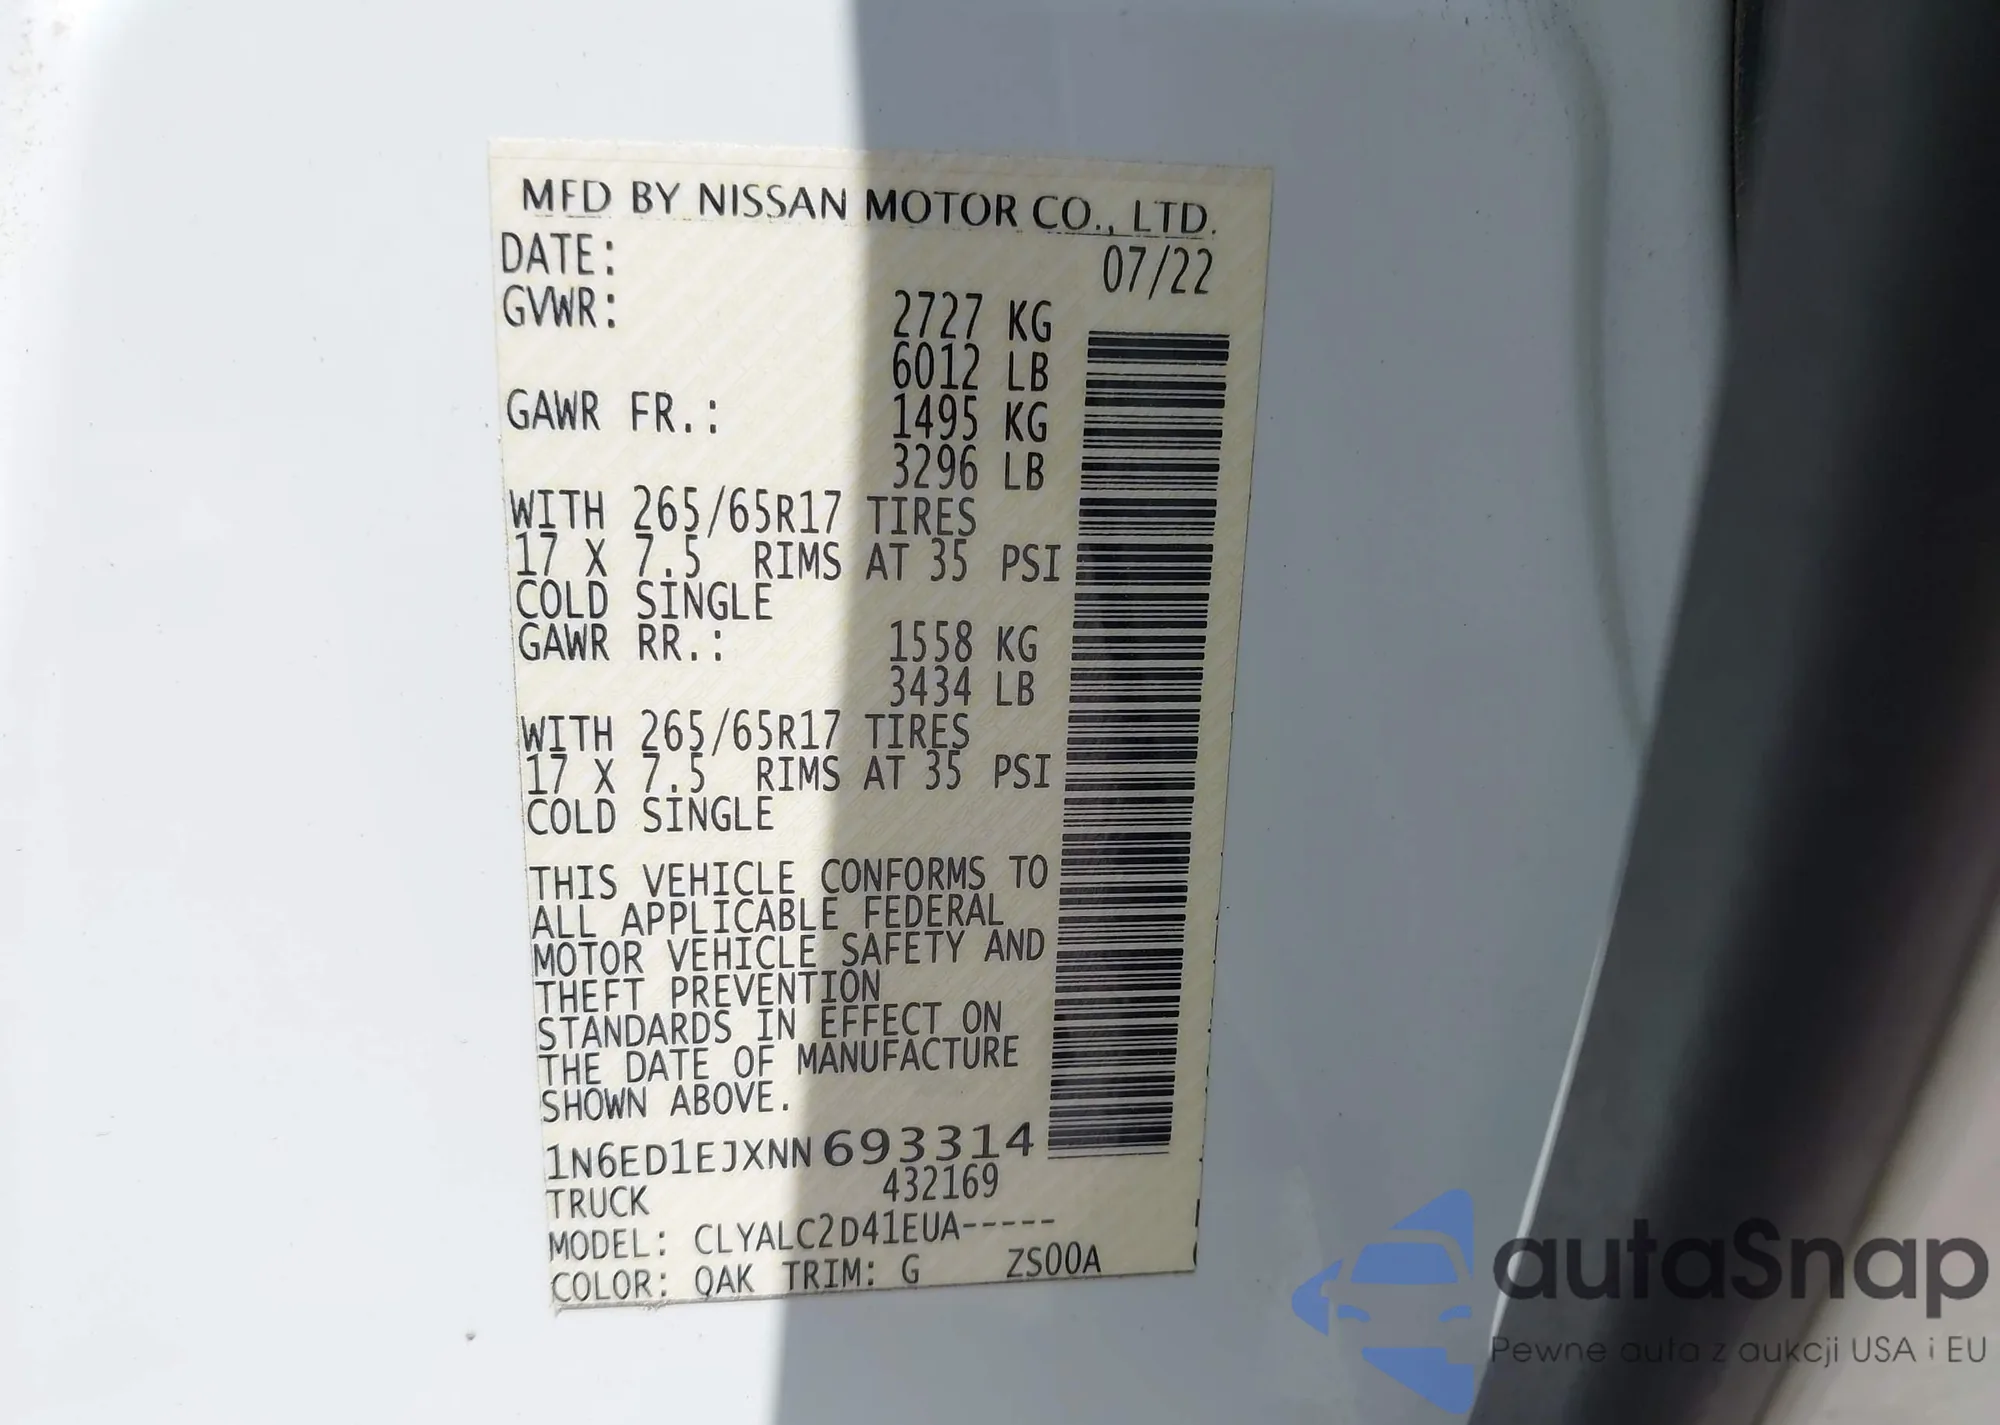 MFD BY NISSAN MOTOR CO., LTD.
DATE: 07/22
GVWR: 2727 KG
6012 LB
GAWR FR.: 1495 KG
3296 LB
WITH 265/65R17 TIRES
17 X 7.5 RIMS AT 35 PSI
COLD SINGLE
GAWR RR.: 1558 KG
3434 LB
WITH 265/65R17 TIRES
17 X 7.5 RIMS AT 35 PSI
COLD SINGLE
THIS VEHICLE CONFORMS TO
ALL APPLICABLE FEDERAL
MOTOR VEHICLE SAFETY AND
THEFT PREVENTION
STANDARDS IN EFFECT ON
THE DATE OF MANUFACTURE
SHOWN ABOVE.
1N6ED1EJXNN693314
TRUCK 432169
MODEL: CLYALC2D41EUA-----
COLOR: QAK TRIM: G ZS00A
autaSnap
Pewne auta z aukcji USA i EU